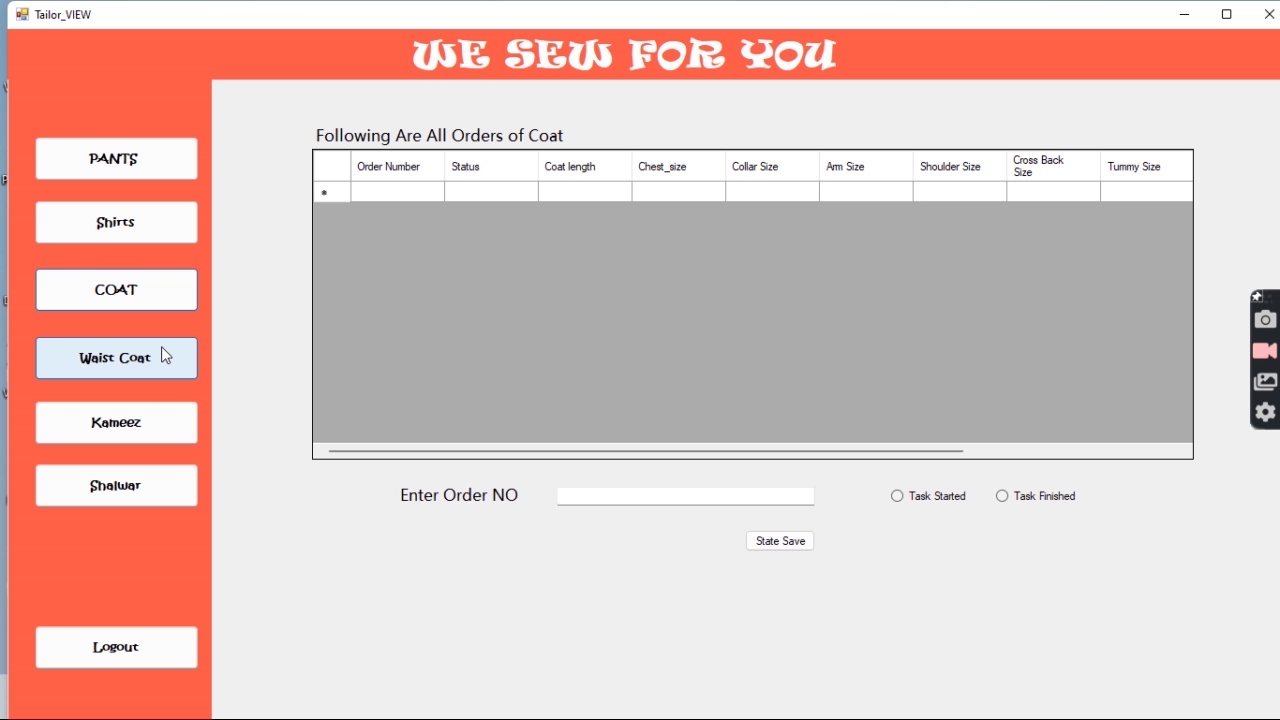 Tailor_VIEW
WE SEW FOR YOU
PANTS
Shirts
COAT
Waist Coat
Kameez
Shalwar
Logout
Following Are All Orders of Coat
Order Number Status Coat length Chest_size Collar Size Arm Size Shoulder Size Cross Back Size Tummy Size
*
Enter Order NO
Task Started Task Finished
State Save